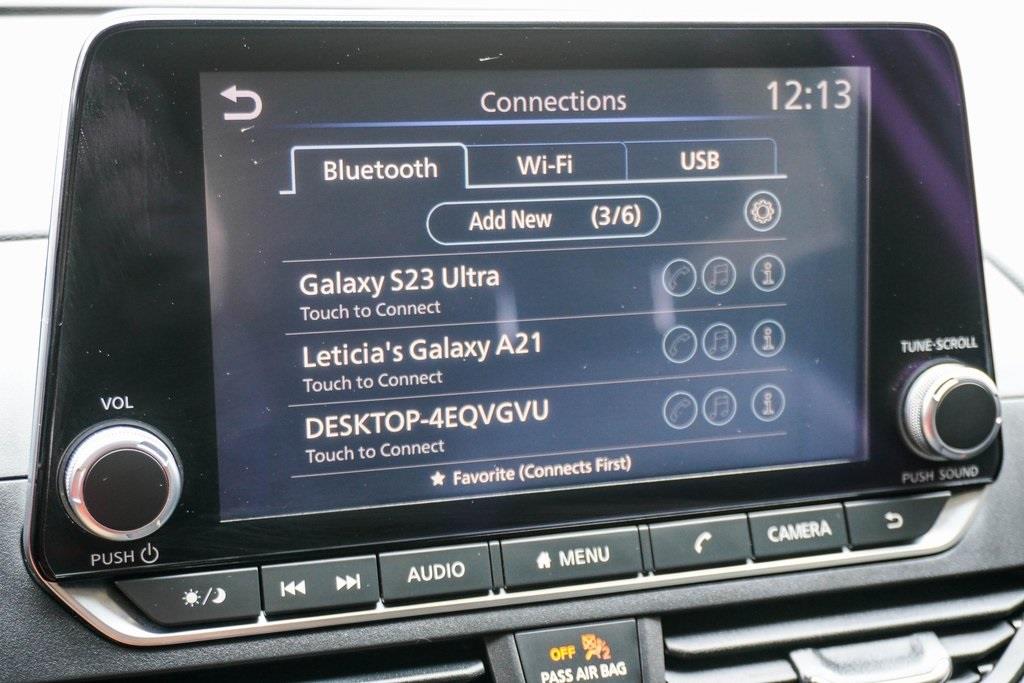 Connections 12:13
Bluetooth Wi-Fi USB
Add New (3/6)
Galaxy S23 Ultra
Touch to Connect
Leticia's Galaxy A21
Touch to Connect
DESKTOP-4EQVGVU
Touch to Connect
★ Favorite (Connects First)
VOL
PUSH
TUNE·SCROLL
PUSH SOUND
AUDIO MENU CAMERA
OFF 2
PASS AIR BAG